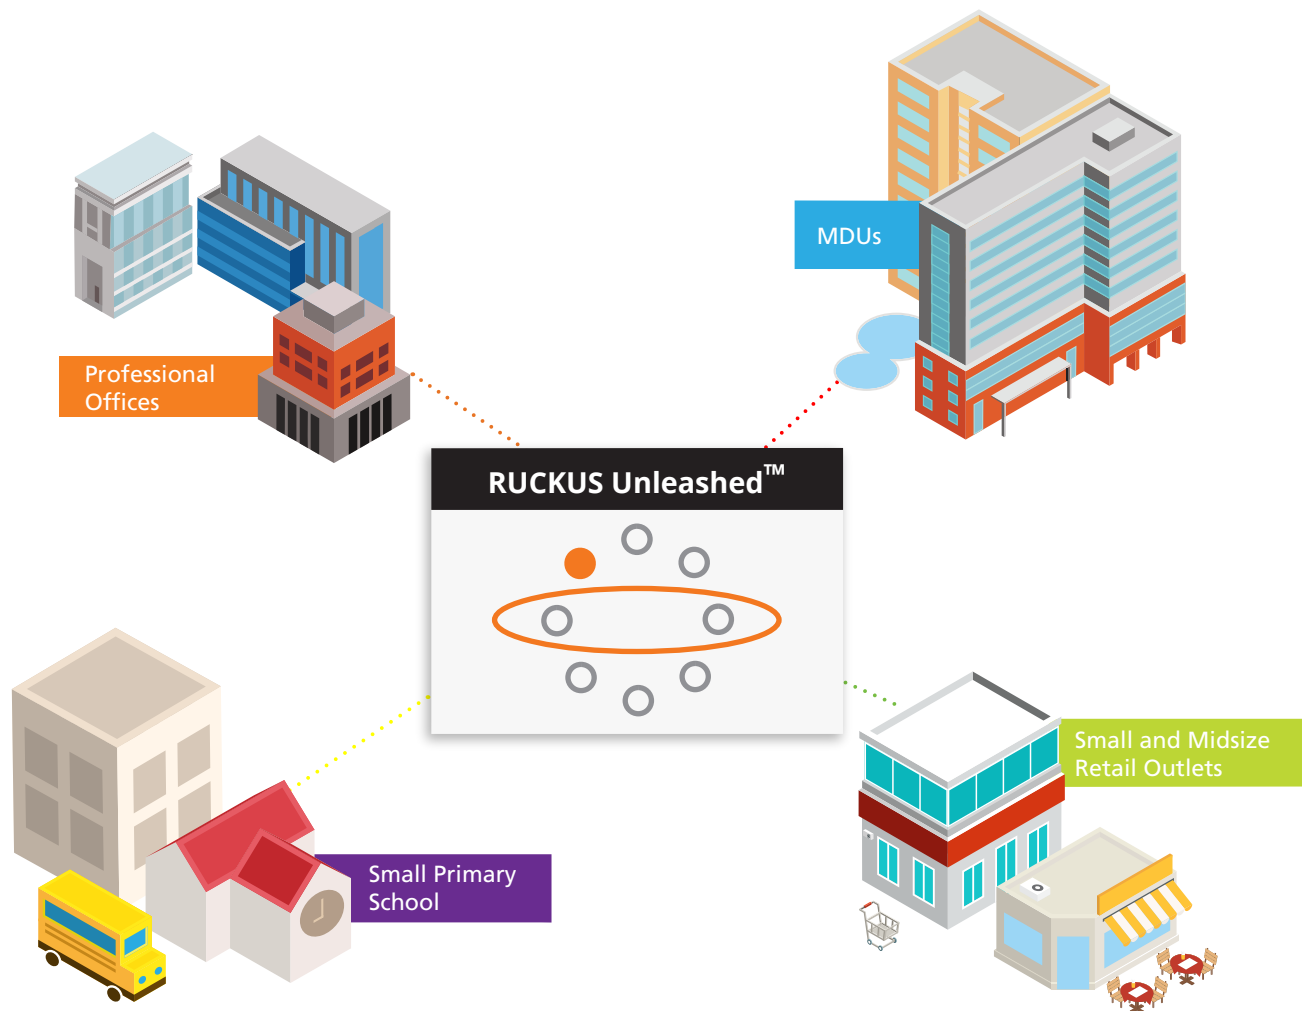 MDUs
Professional
Offices
RUCKUS Unleashed™
Small and Midsize
Retail Outlets
Small Primary
School